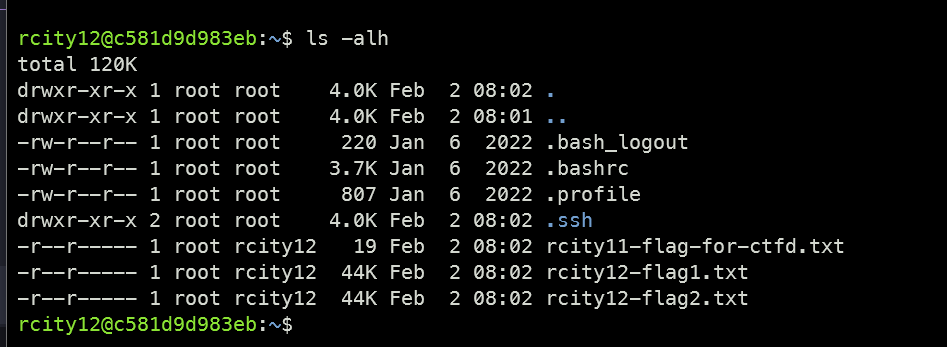 rcity12@c581d9d983eb:~$ ls -alh
total 120K
drwxr-xr-x 1 root root    4.0K Feb  2 08:02 .
drwxr-xr-x 1 root root    4.0K Feb  2 08:01 ..
-rw-r--r-- 1 root root     220 Jan  6  2022 .bash_logout
-rw-r--r-- 1 root root    3.7K Jan  6  2022 .bashrc
-rw-r--r-- 1 root root     807 Jan  6  2022 .profile
drwxr-xr-x 2 root root    4.0K Feb  2 08:02 .ssh
-r--r----- 1 root rcity12   19 Feb  2 08:02 rcity11-flag-for-ctfd.txt
-r--r----- 1 root rcity12  44K Feb  2 08:02 rcity12-flag1.txt
-r--r----- 1 root rcity12  44K Feb  2 08:02 rcity12-flag2.txt
rcity12@c581d9d983eb:~$